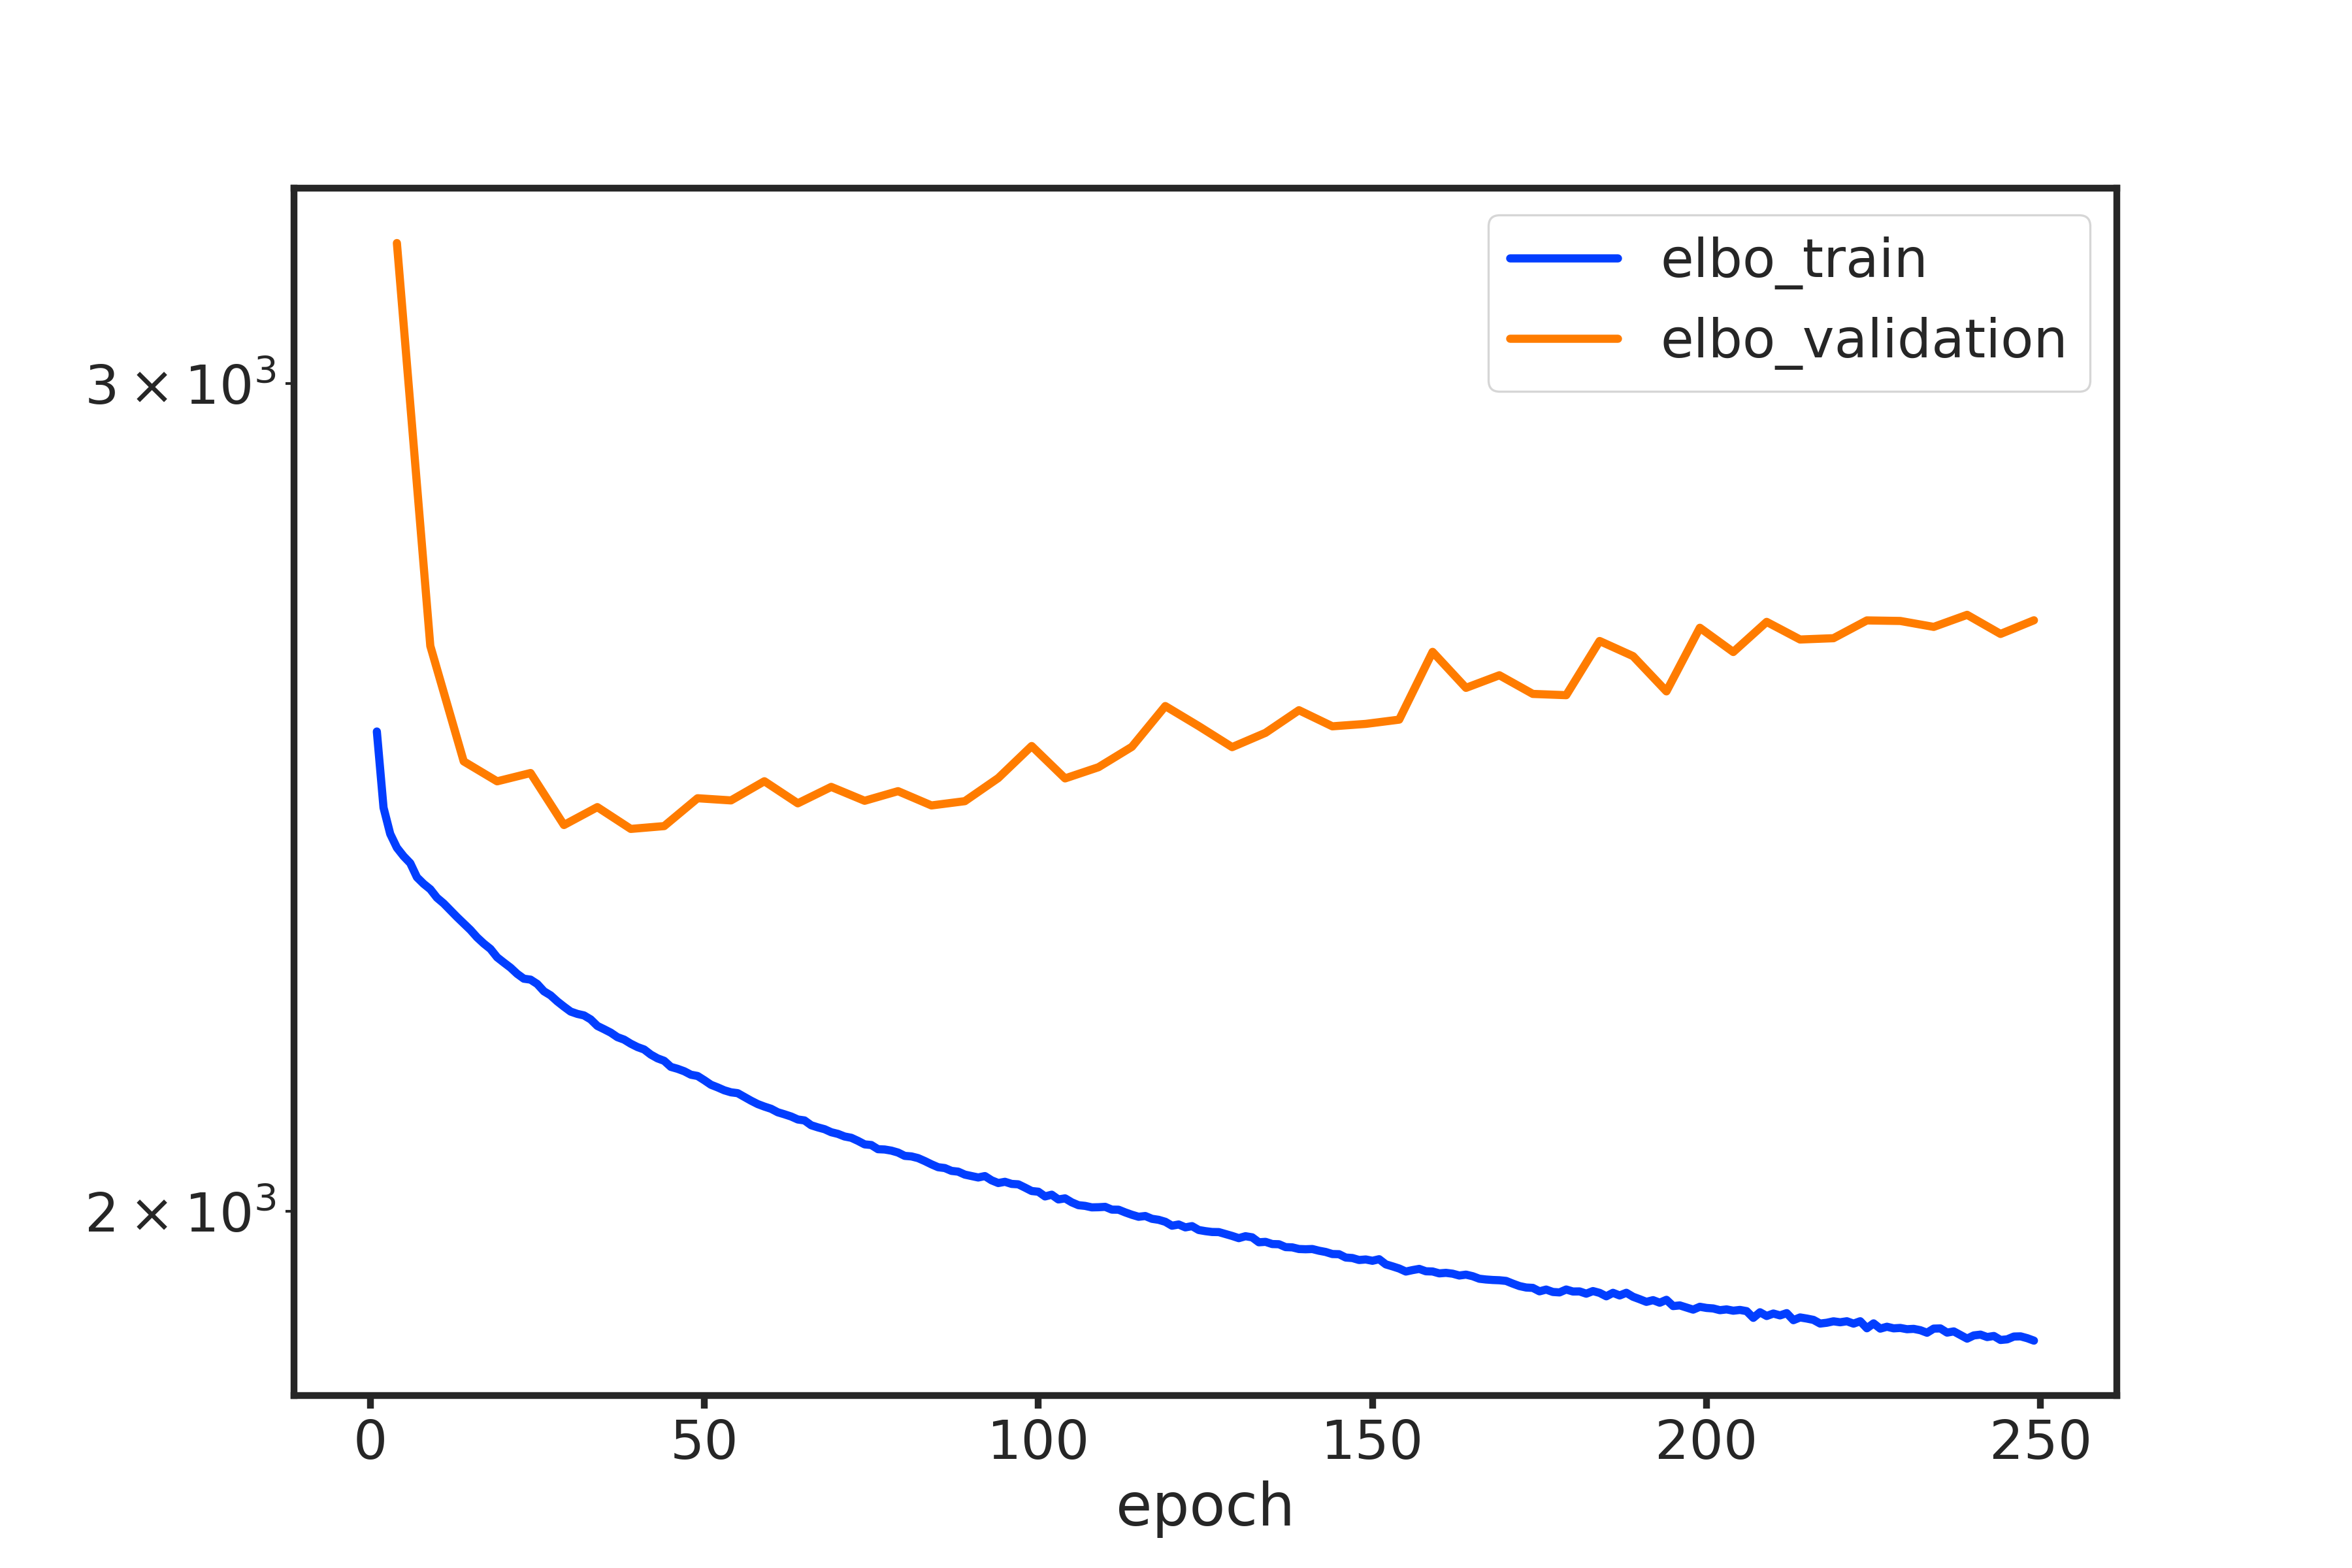 elbo_train
elbo_validation
3 × 10³
2 × 10³
0 50 100 150 200 250
epoch